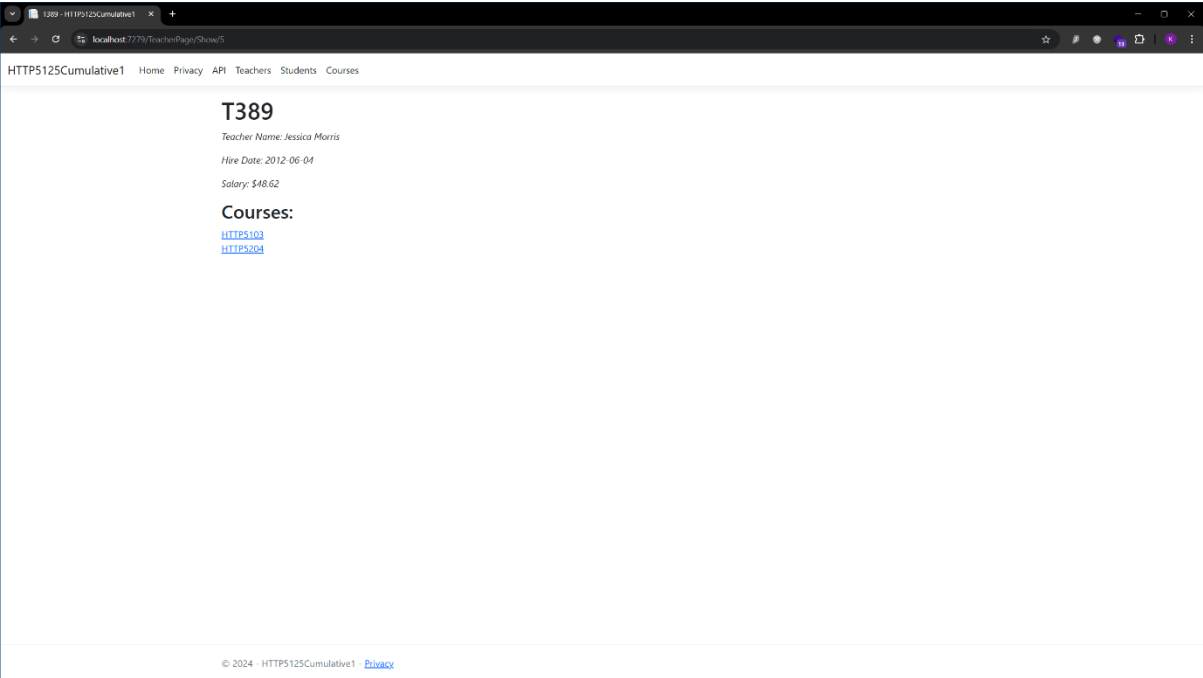 T389 - HTTP5125Cumulative1
localhost:7279/TeacherPage/Show/5
13
K
HTTP5125Cumulative1 Home Privacy API Teachers Students Courses
T389
Teacher Name: Jessica Morris
Hire Date: 2012-06-04
Salary: $48.62
Courses:
HTTP5103
HTTP5204
© 2024 - HTTP5125Cumulative1 - Privacy